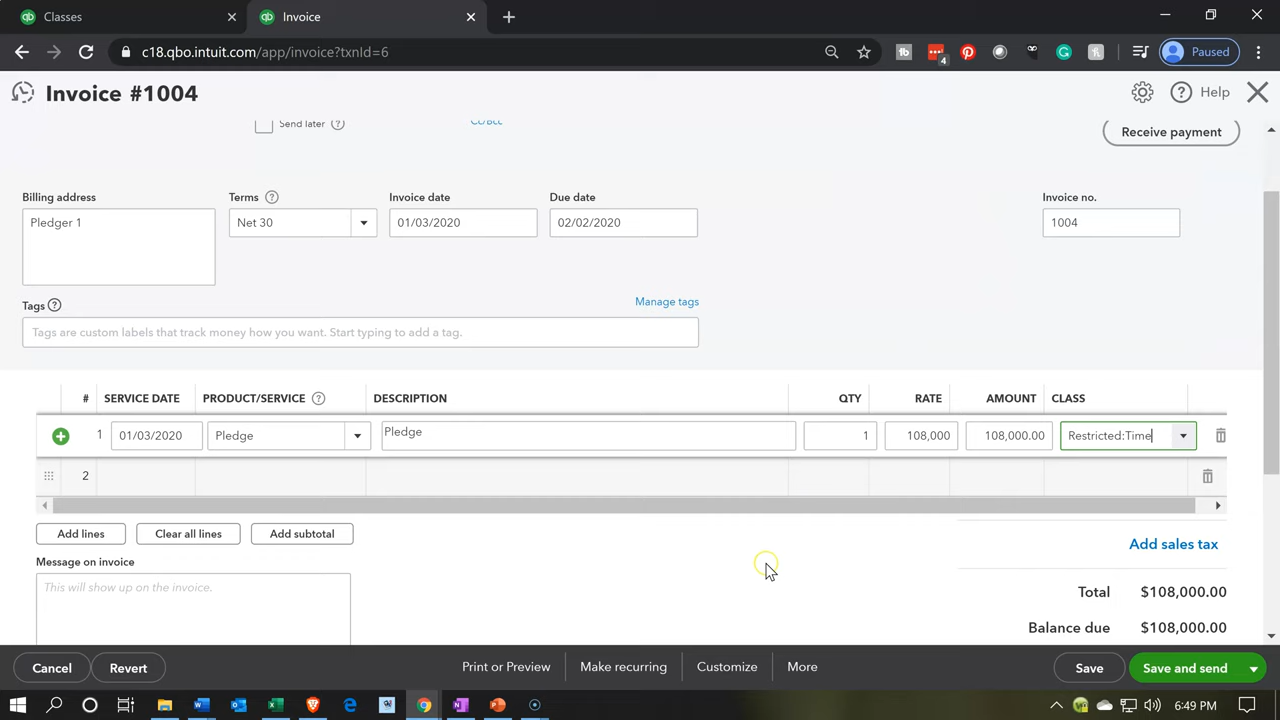 Classes
Invoice
c18.qbo.intuit.com/app/invoice?txnId=6
4
Paused
Invoice #1004
Help
Send later
Cc/Bcc
Receive payment
Billing address
Terms
Invoice date
Due date
Invoice no.
Pledger 1
Net 30
01/03/2020
02/02/2020
1004
Tags
Manage tags
Tags are custom labels that track money how you want. Start typing to add a tag.
# SERVICE DATE PRODUCT/SERVICE DESCRIPTION QTY RATE AMOUNT CLASS
1 01/03/2020 Pledge Pledge 1 108,000 108,000.00 Restricted:Time
2
Add lines
Clear all lines
Add subtotal
Add sales tax
Message on invoice
This will show up on the invoice.
Total $108,000.00
Balance due $108,000.00
Cancel
Revert
Print or Preview
Make recurring
Customize
More
Save
Save and send
6:49 PM